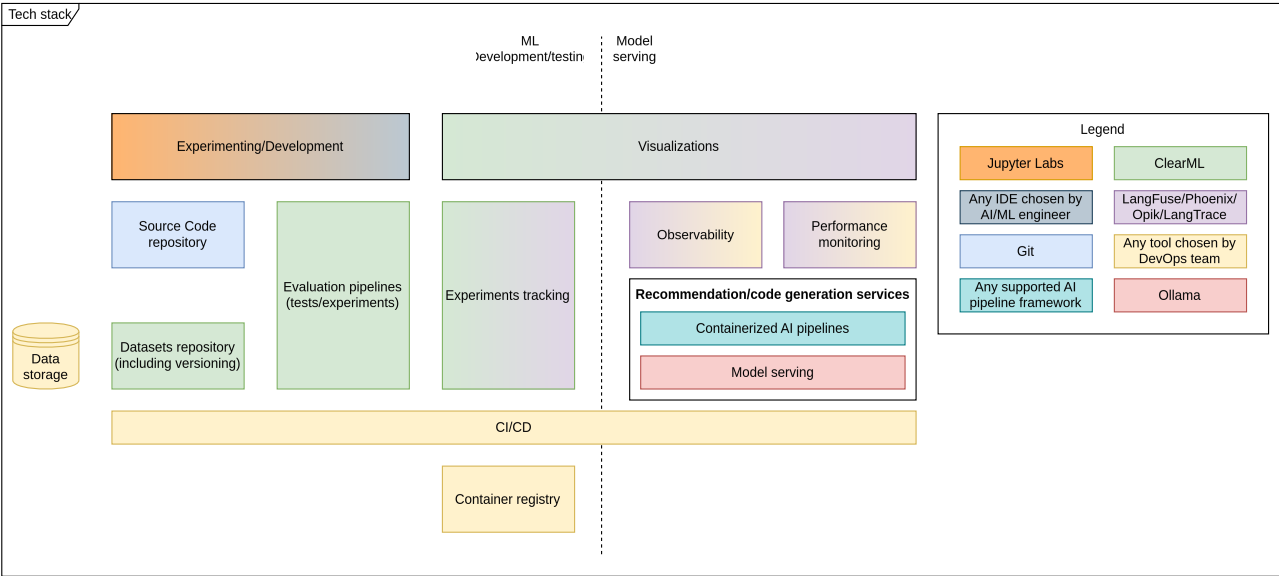 Tech stack
ML
Development/testing
Model
serving
Experimenting/Development
Visualizations
Source Code
repository
Evaluation pipelines
(tests/experiments)
Experiments tracking
Observability
Performance
monitoring
Recommendation/code generation services
Containerized AI pipelines
Model serving
Datasets repository
(including versioning)
Data
storage
CI/CD
Container registry
Legend
Jupyter Labs
ClearML
Any IDE chosen by
AI/ML engineer
LangFuse/Phoenix/
Opik/LangTrace
Git
Any tool chosen by
DevOps team
Any supported AI
pipeline framework
Ollama